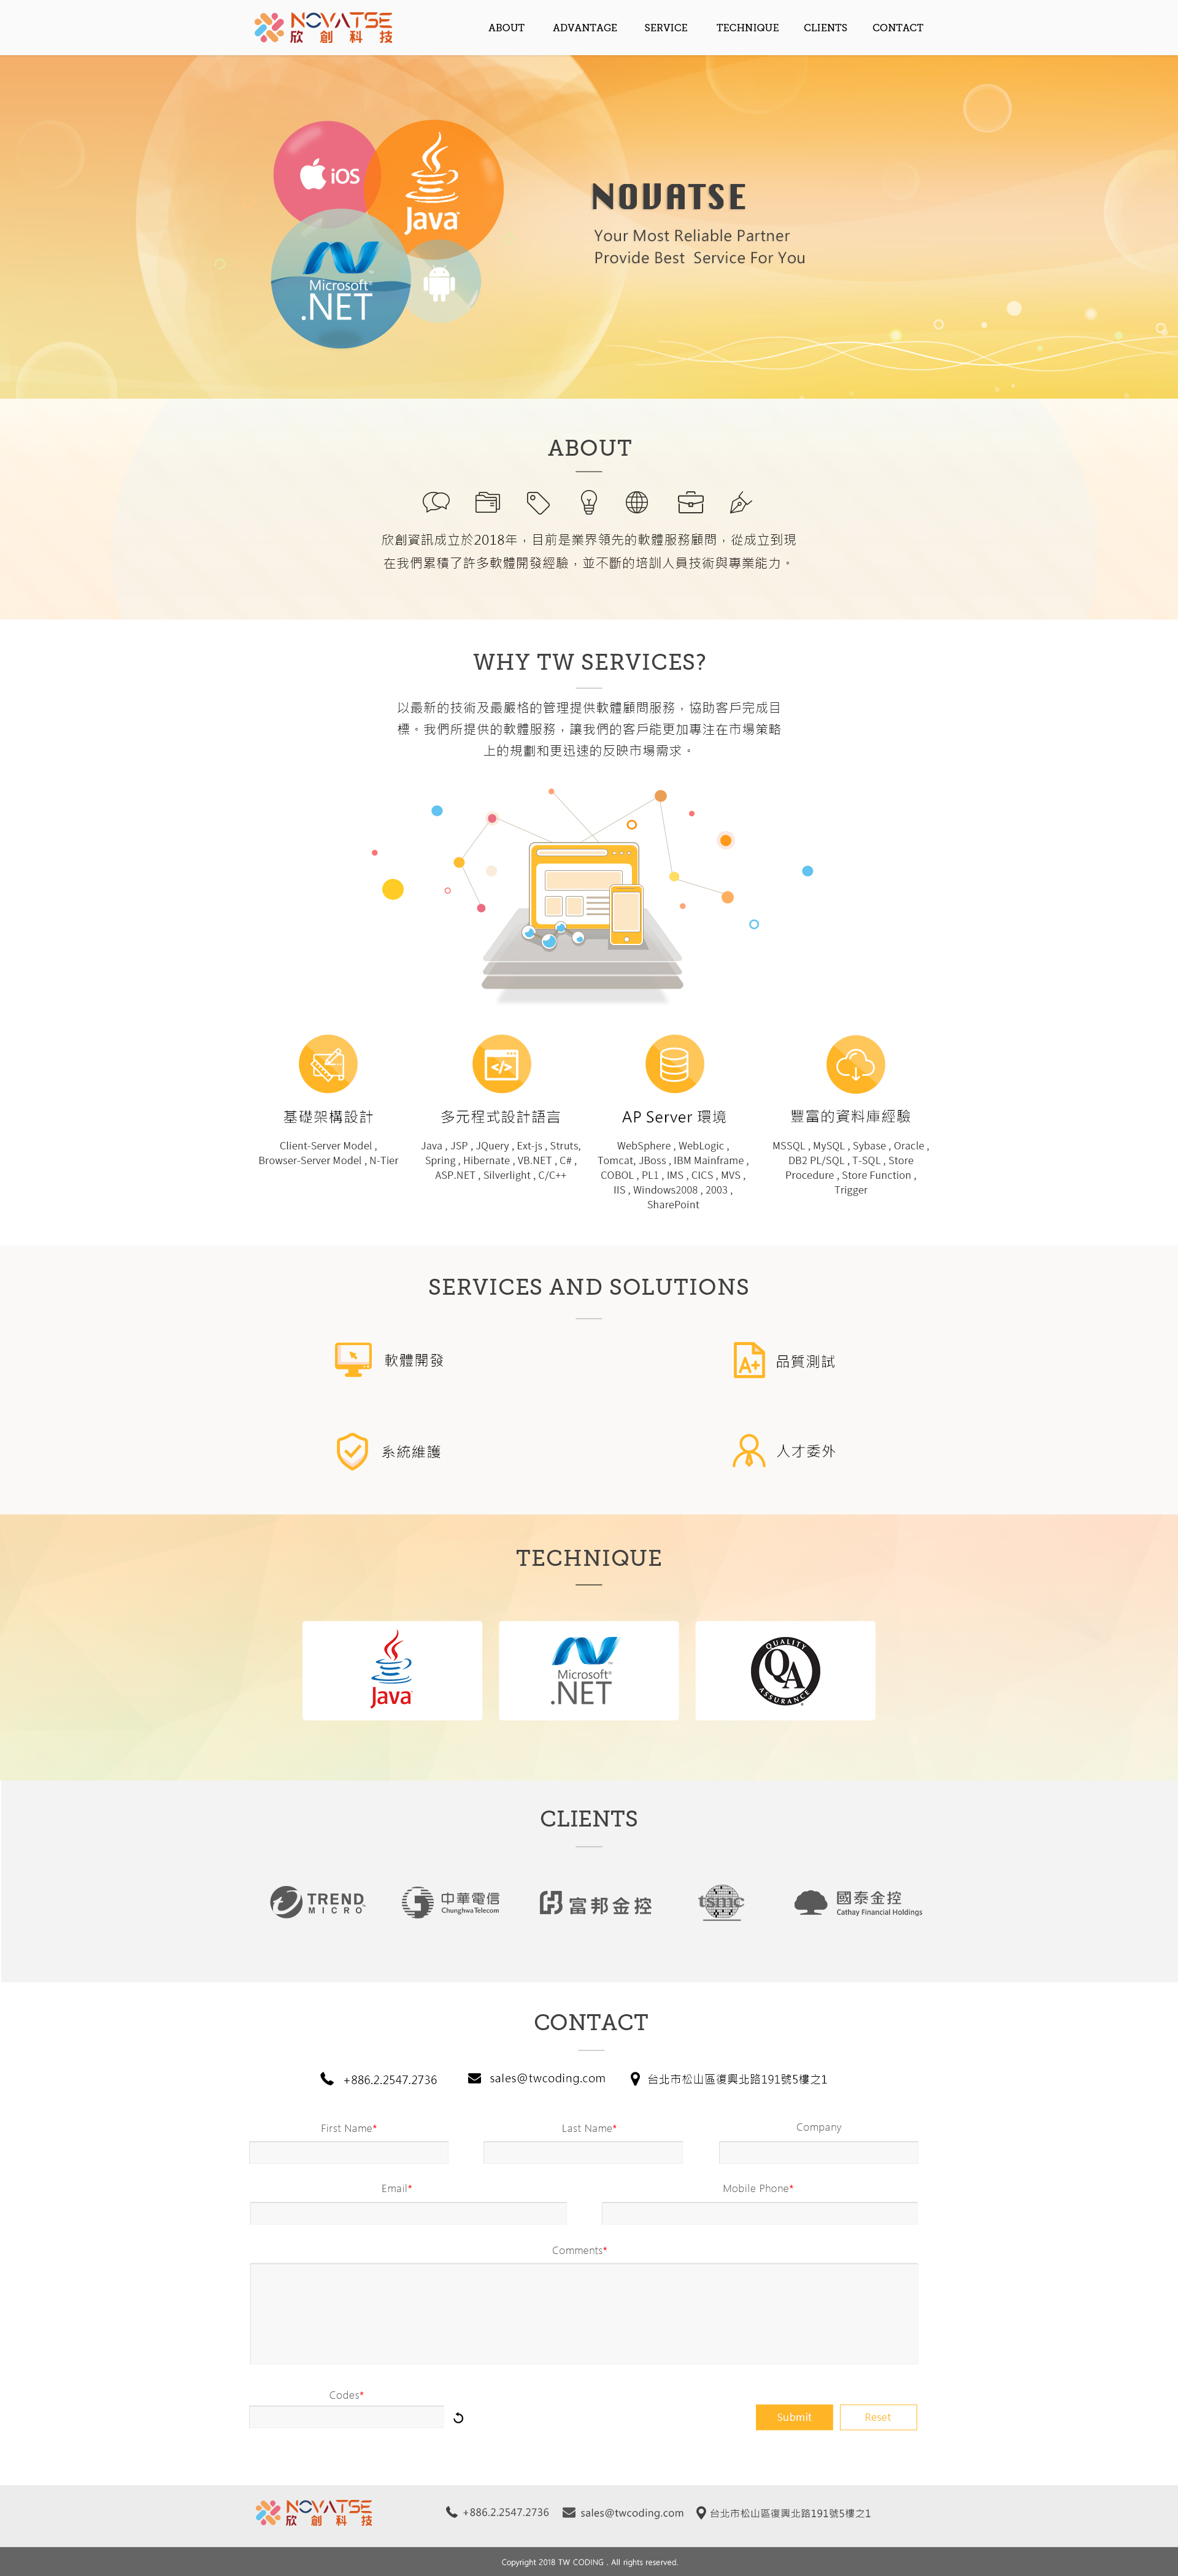 NOVATSE
欣創科技
ABOUT ADVANTAGE SERVICE TECHNIQUE CLIENTS CONTACT
iOS
Java™
Microsoft®
.NET
NOVATSE
Your Most Reliable Partner
Provide Best Service For You
ABOUT
欣創資訊成立於2018年，目前是業界領先的軟體服務顧問，從成立到現
在我們累積了許多軟體開發經驗，並不斷的培訓人員技術與專業能力。
WHY TW SERVICES?
以最新的技術及最嚴格的管理提供軟體顧問服務，協助客戶完成目
標。我們所提供的軟體服務，讓我們的客戶能更加專注在市場策略
上的規劃和更迅速的反映市場需求。
基礎架構設計
Client-Server Model ,
Browser-Server Model , N-Tier
多元程式設計語言
Java , JSP , JQuery , Ext-js , Struts,
Spring , Hibernate , VB.NET , C# ,
ASP.NET , Silverlight , C/C++
AP Server 環境
WebSphere , WebLogic ,
Tomcat, JBoss , IBM Mainframe ,
COBOL , PL1 , IMS , CICS , MVS ,
IIS , Windows2008 , 2003 ,
SharePoint
豐富的資料庫經驗
MSSQL , MySQL , Sybase , Oracle ,
DB2 PL/SQL , T-SQL , Store
Procedure , Store Function ,
Trigger
SERVICES AND SOLUTIONS
軟體開發
A+ 品質測試
系統維護
人才委外
TECHNIQUE
Java™
Microsoft®
.NET
QUALITY
QA
ASSURANCE
CLIENTS
TREND
MICRO
中華電信
Chunghwa Telecom
富邦金控
tsmc
國泰金控
Cathay Financial Holdings
CONTACT
+886.2.2547.2736 sales@twcoding.com 台北市松山區復興北路191號5樓之1
First Name* Last Name* Company
Email* Mobile Phone*
Comments*
Codes*
Submit Reset
NOVATSE
欣創科技
+886.2.2547.2736 sales@twcoding.com 台北市松山區復興北路191號5樓之1
Copyright 2018 TW CODING . All rights reserved.